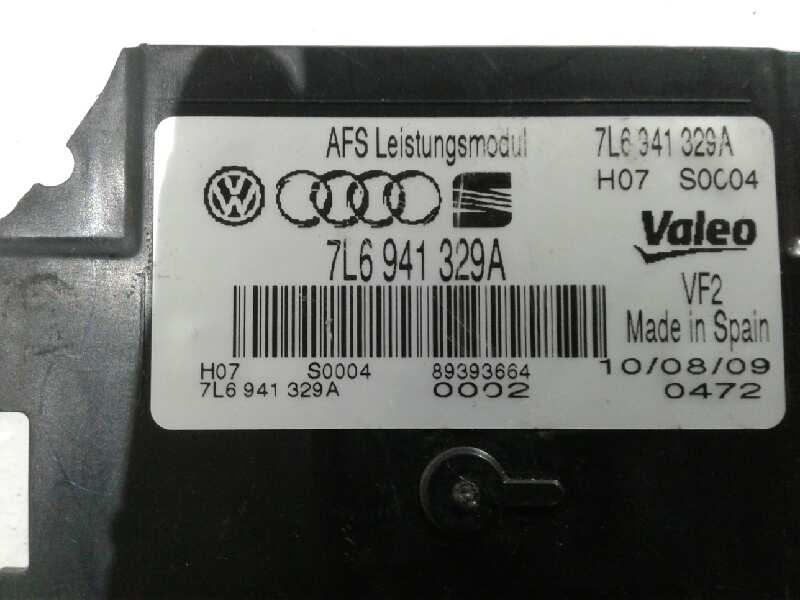 AFS Leistungsmodul
7L6 941 329A
H07 S0004
7L6 941 329A
Valeo
VF2
Made in Spain
H07 S0004 89393664
10/08/09
7L6 941 329A 0002
0472